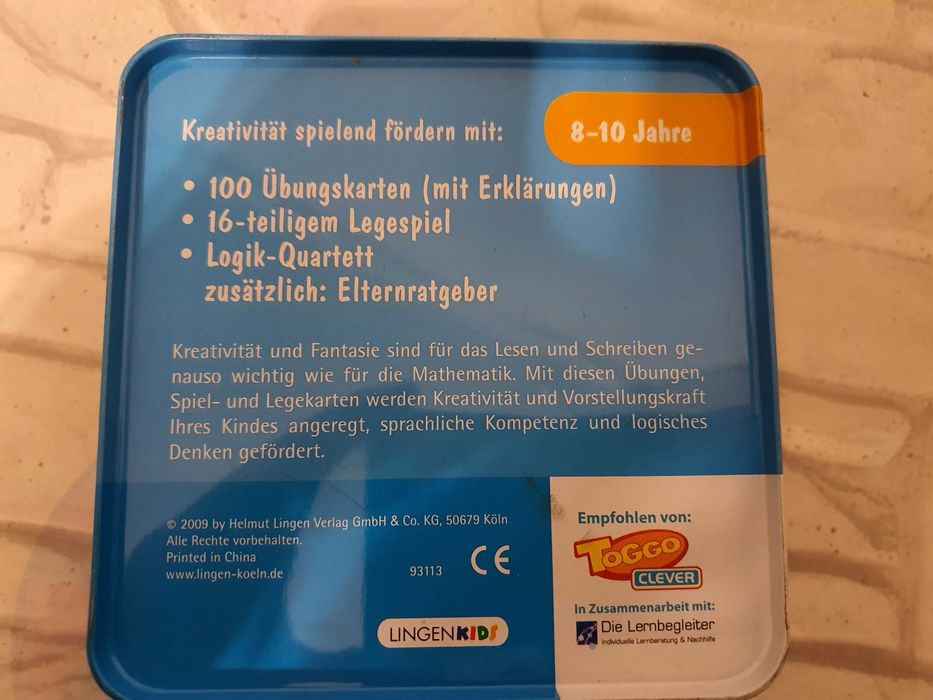 Kreativität spielend fördern mit:
8-10 Jahre
• 100 Übungskarten (mit Erklärungen)
• 16-teiligem Legespiel
• Logik-Quartett
zusätzlich: Elternratgeber
Kreativität und Fantasie sind für das Lesen und Schreiben ge-
nauso wichtig wie für die Mathematik. Mit diesen Übungen,
Spiel- und Legekarten werden Kreativität und Vorstellungskraft
Ihres Kindes angeregt, sprachliche Kompetenz und logisches
Denken gefördert.
© 2009 by Helmut Lingen Verlag GmbH & Co. KG, 50679 Köln
Alle Rechte vorbehalten.
Printed in China
www.lingen-koeln.de
93113
CE
LINGENKIDS
Empfohlen von:
TOGGO
CLEVER
In Zusammenarbeit mit:
Die Lernbegleiter
Individuelle Lernberatung & Nachhilfe